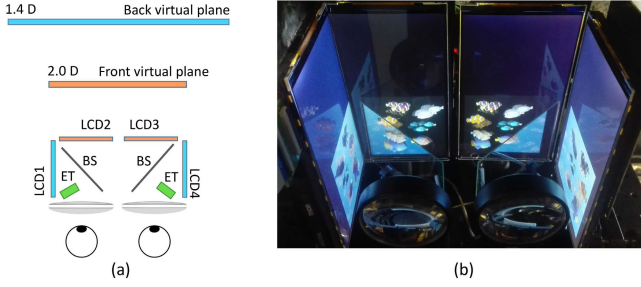 1.4 D Back virtual plane
2.0 D Front virtual plane
LCD2 LCD3
LCD1 BS BS LCD4
ET ET
(a) (b)